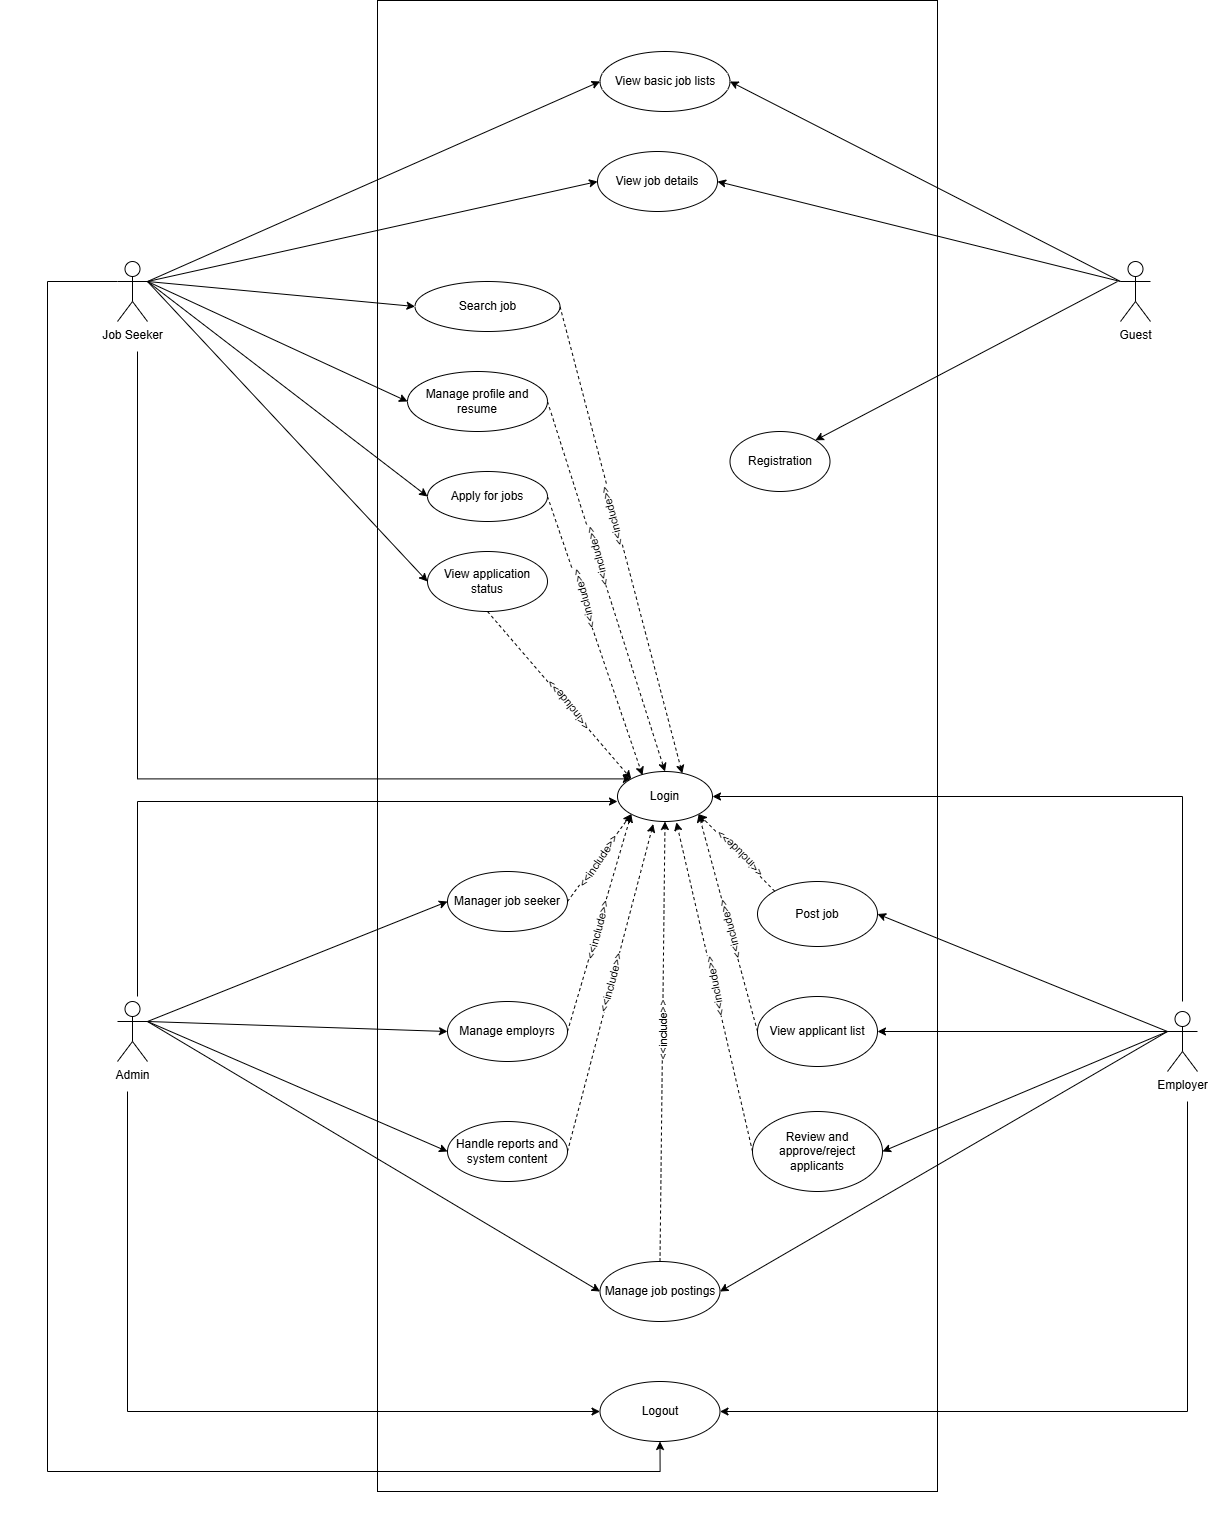 View basic job lists
View job details
Job Seeker
Guest
Search job
Manage profile and
resume
Registration
Apply for jobs
<<include>>
<<include>>
View application
status
<<include>>
<<include>>
Login
<<include>>
<<include>>
Manager job seeker
Post job
<<include>>
<<include>>
<<include>>
<<include>>
<<include>>
Manage employrs
View applicant list
Admin
Employer
Handle reports and
system content
Review and
approve/reject
applicants
Manage job postings
Logout